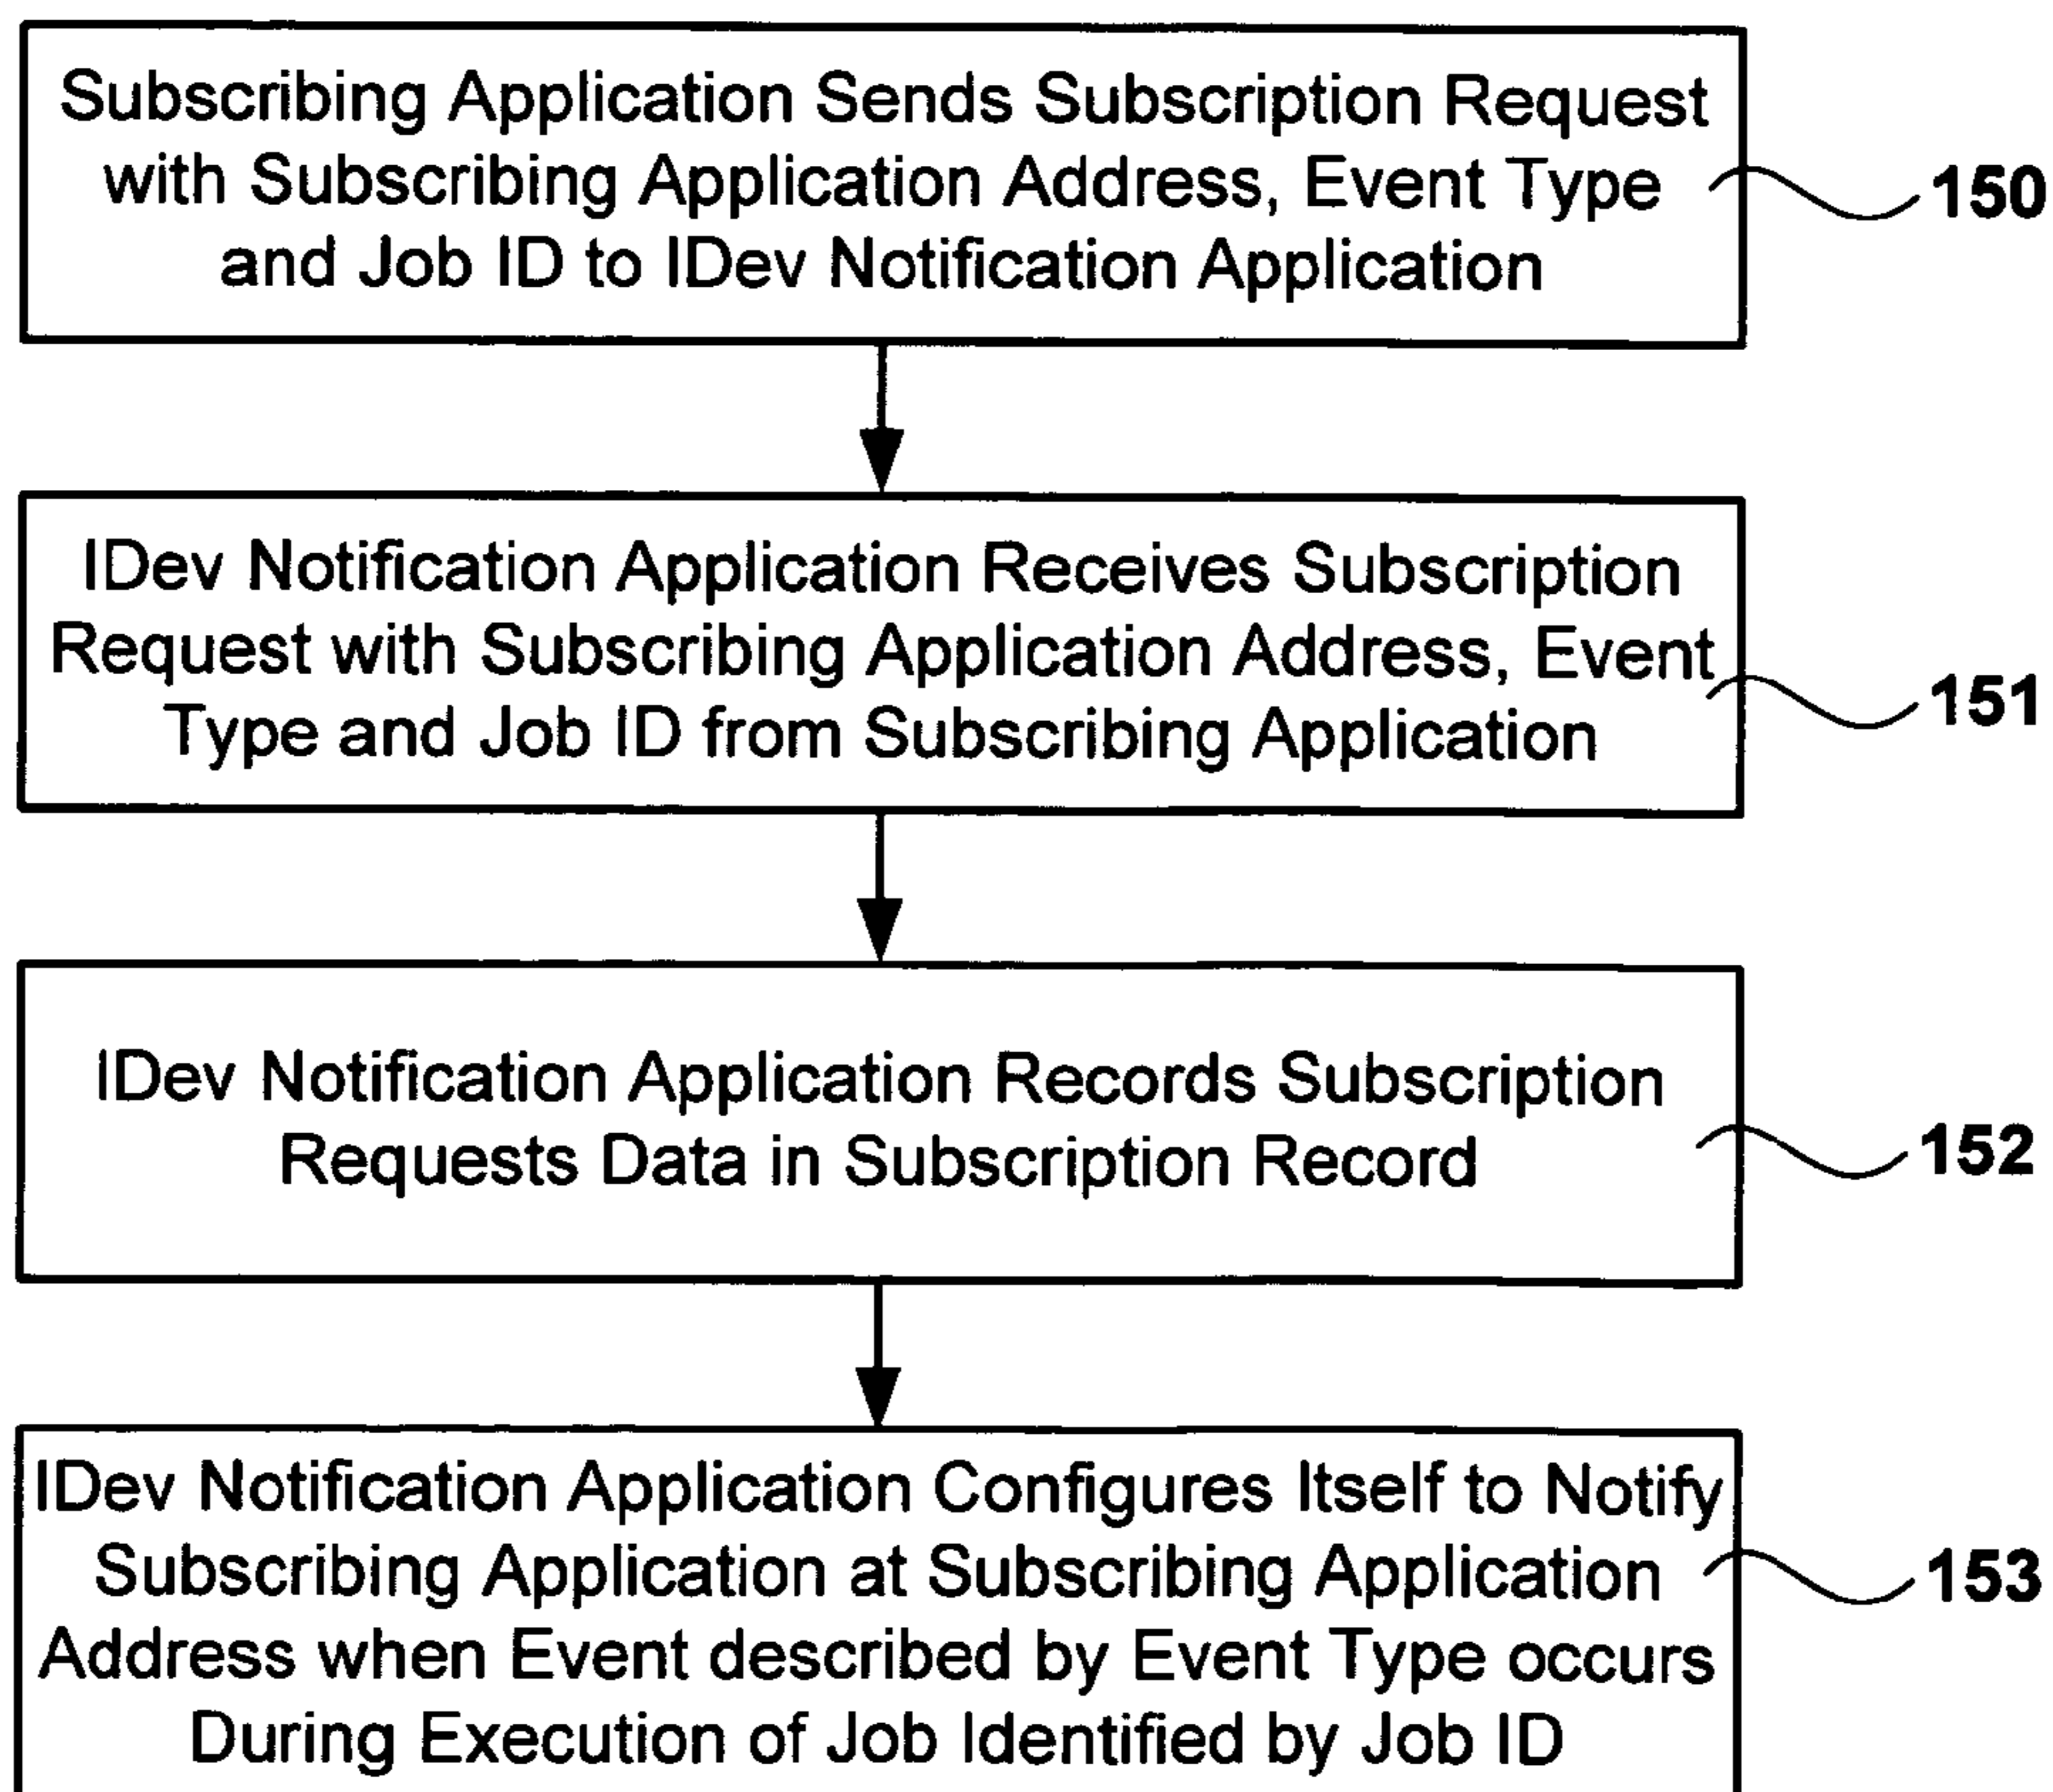 Subscribing Application Sends Subscription Request
with Subscribing Application Address, Event Type
and Job ID to IDev Notification Application
150
IDev Notification Application Receives Subscription
Request with Subscribing Application Address, Event
Type and Job ID from Subscribing Application
151
IDev Notification Application Records Subscription
Requests Data in Subscription Record
152
IDev Notification Application Configures Itself to Notify
Subscribing Application at Subscribing Application
Address when Event described by Event Type occurs
During Execution of Job Identified by Job ID
153